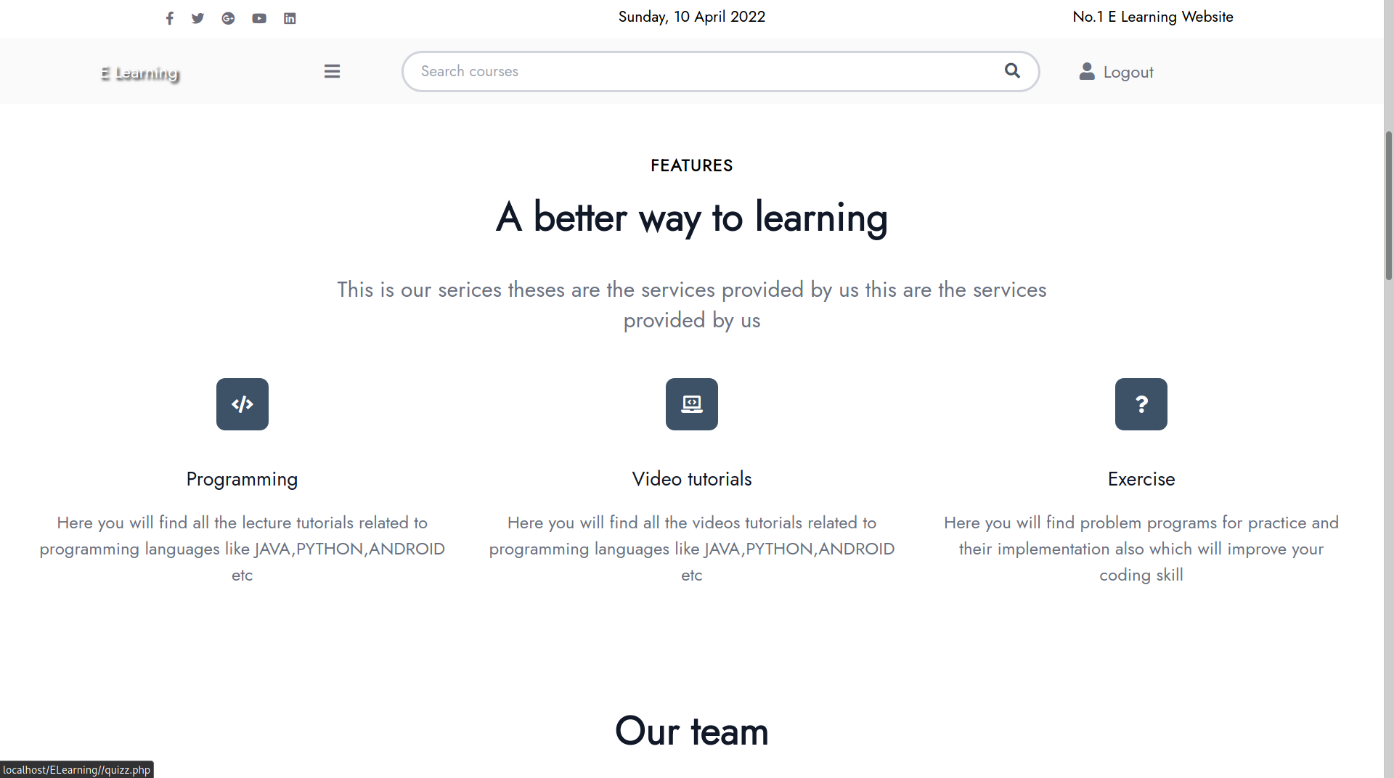 Sunday, 10 April 2022
No.1 E Learning Website
E Learning
Search courses
Logout
FEATURES
A better way to learning
This is our serices theses are the services provided by us this are the services
provided by us
Programming
Here you will find all the lecture tutorials related to
programming languages like JAVA,PYTHON,ANDROID
etc
Video tutorials
Here you will find all the videos tutorials related to
programming languages like JAVA,PYTHON,ANDROID
etc
Exercise
Here you will find problem programs for practice and
their implementation also which will improve your
coding skill
Our team
localhost/ELearning//quizz.php